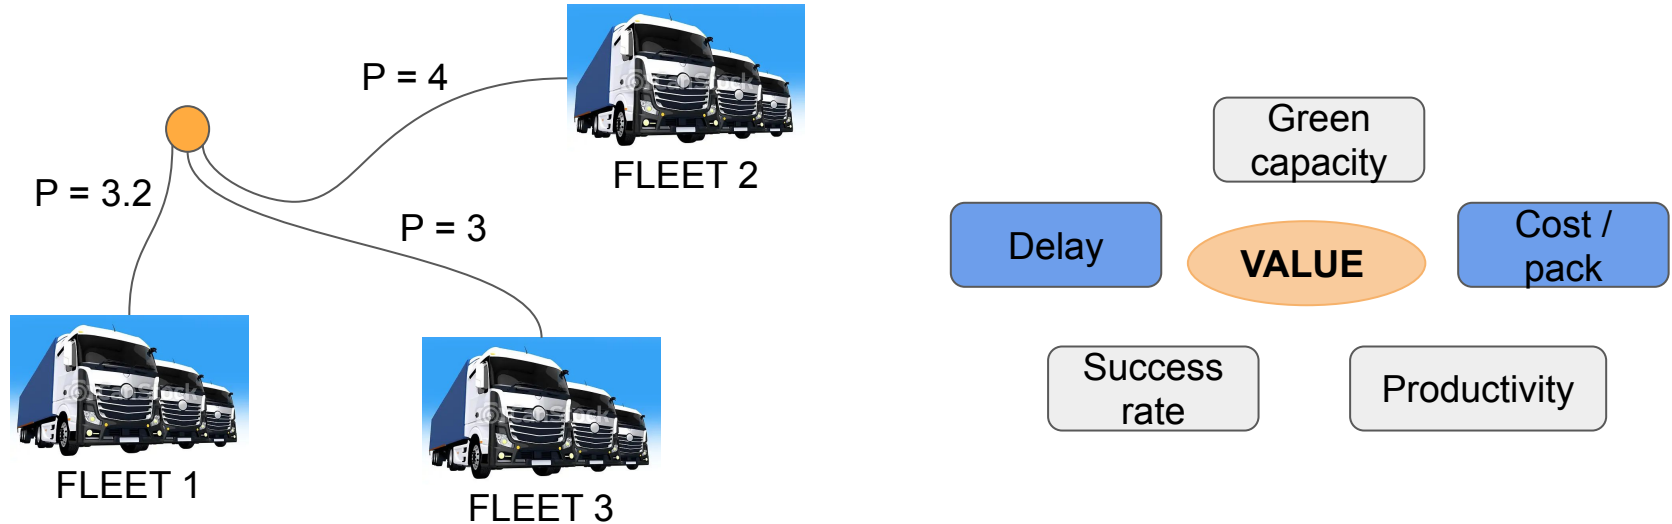 P = 4
P = 3.2
P = 3
FLEET 2
FLEET 1
FLEET 3
Green
capacity
Delay
VALUE
Cost /
pack
Success
rate
Productivity